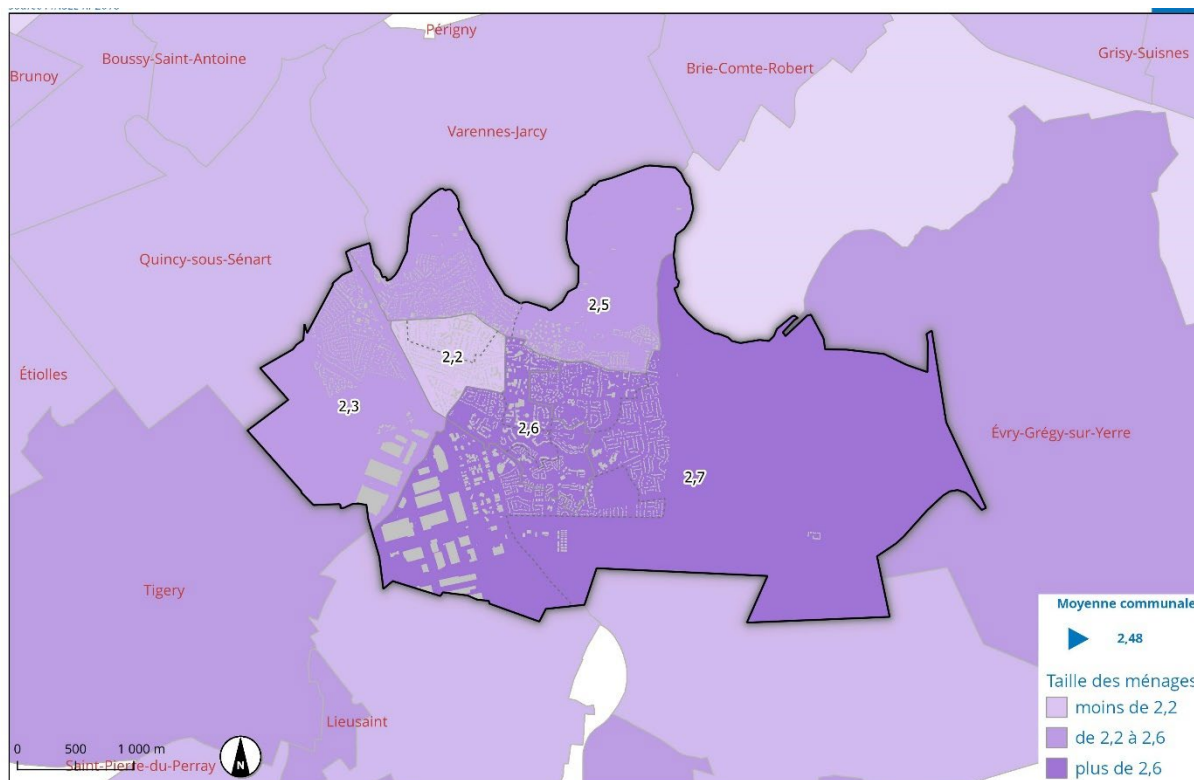 Périgny
Boussy-Saint-Antoine
Grisy-Suisnes
Brunoy
Brie-Comte-Robert
Varennes-Jarcy
Quincy-sous-Sénart
2,5
2,2
Étiolles
2,3
2,6
Évry-Grégy-sur-Yerre
2,7
Tigery
Moyenne communale
2,48
Taille des ménages
moins de 2,2
de 2,2 à 2,6
plus de 2,6
Lieusaint
0 500 1 000 m
N
Saint-Pierre-du-Perray